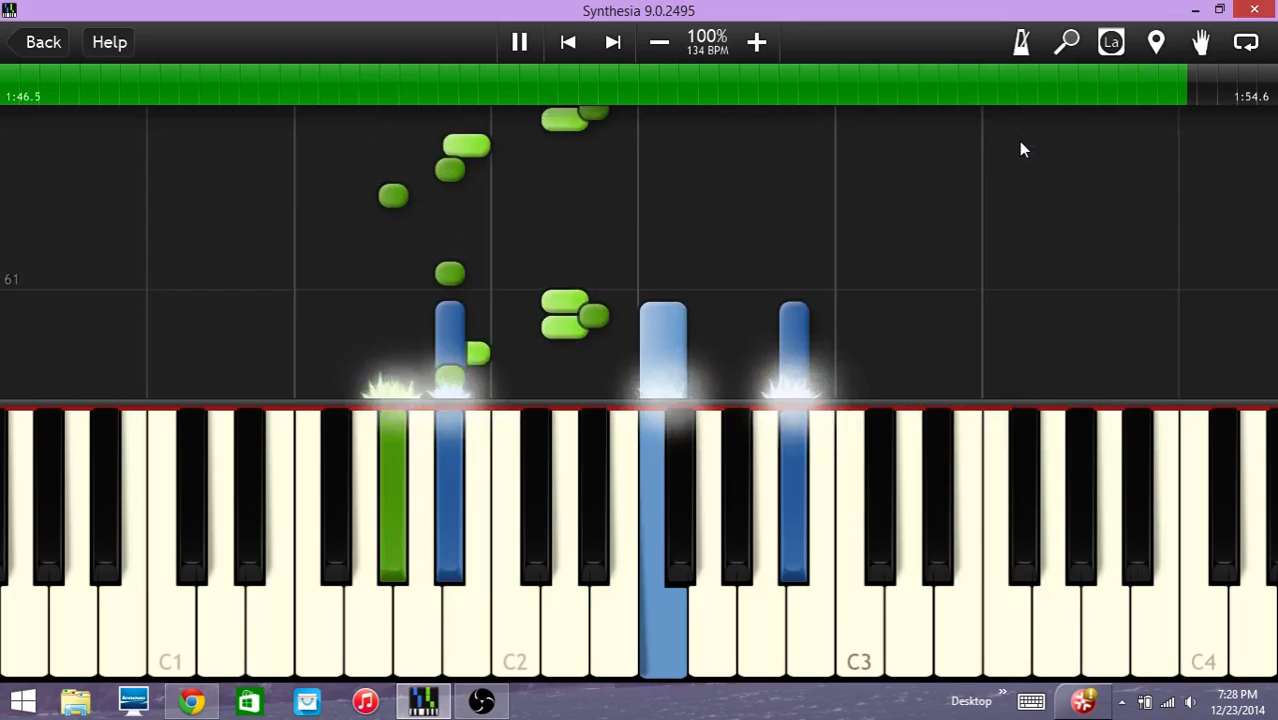 Synthesia 9.0.2495
Back
Help
100%
134 BPM
La
1:46.5
1:54.6
61
C1
C2
C3
C4
Desktop
7:28 PM
12/23/2014